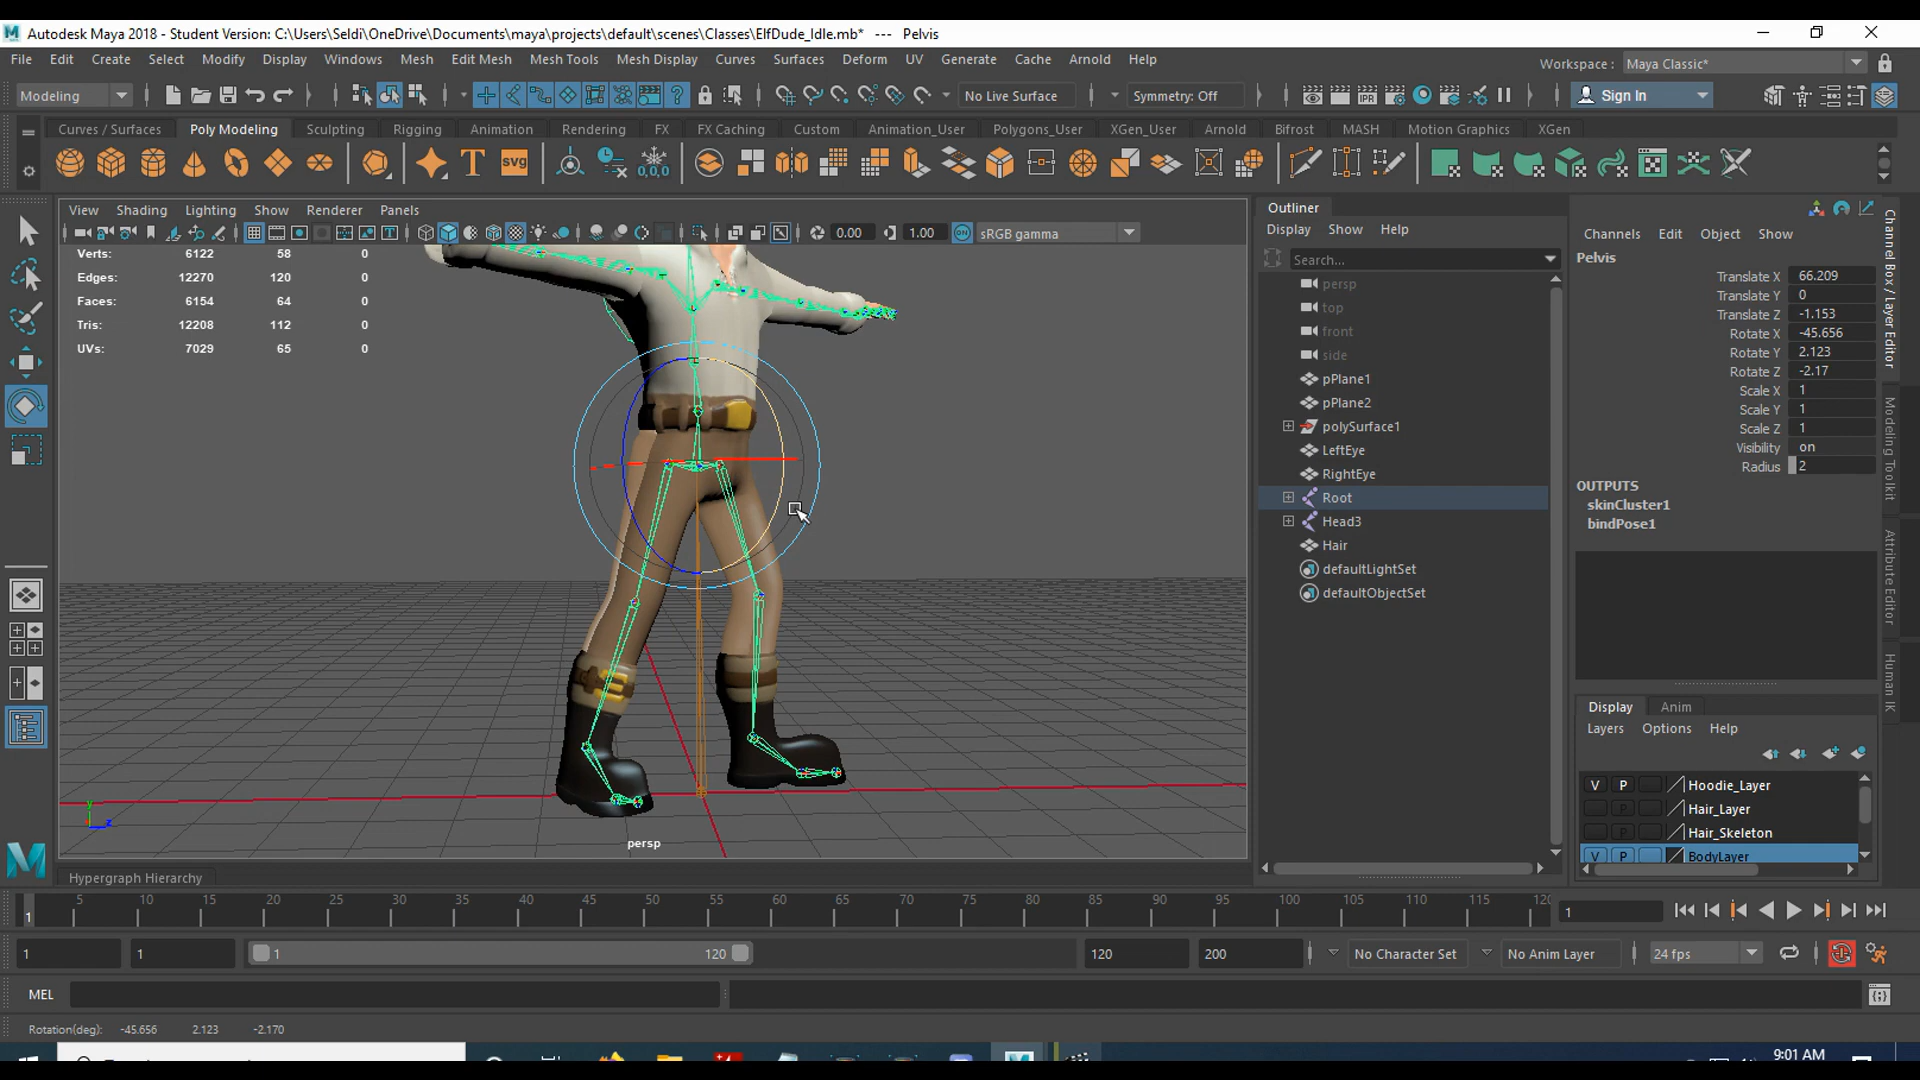 Autodesk Maya 2018 - Student Version: C:\Users\Seldi\OneDrive\Documents\maya\projects\default\scenes\Classes\ElfDude_Idle.mb* --- Pelvis
File Edit Create Select Modify Display Windows Mesh Edit Mesh Mesh Tools Mesh Display Curves Surfaces Deform UV Generate Cache Arnold Help
Workspace : Maya Classic*
Modeling No Live Surface Symmetry: Off Sign In
Curves / Surfaces Poly Modeling Sculpting Rigging Animation Rendering FX FX Caching Custom Animation_User Polygons_User XGen_User Arnold Bifrost MASH Motion Graphics XGen
T svg 0,0,0
View Shading Lighting Show Renderer Panels
0.00 1.00 ON sRGB gamma
Verts: 6122 58 0
Edges: 12270 120 0
Faces: 6154 64 0
Tris: 12208 112 0
UVs: 7029 65 0
persp
y
z
Outliner
Display Show Help
Search...
persp
top
front
side
pPlane1
pPlane2
polySurface1
LeftEye
RightEye
Root
Head3
Hair
defaultLightSet
defaultObjectSet
Channels Edit Object Show
Pelvis
Translate X 66.209
Translate Y 0
Translate Z -1.153
Rotate X -45.656
Rotate Y 2.123
Rotate Z -2.17
Scale X 1
Scale Y 1
Scale Z 1
Visibility on
Radius 2
OUTPUTS
skinCluster1
bindPose1
Channel Box / Layer Editor
Modeling Toolkit
Attribute Editor
Human IK
Display Anim
Layers Options Help
V P Hoodie_Layer
P Hair_Layer
P Hair_Skeleton
V P BodyLayer
Hypergraph Hierarchy
1 5 10 15 20 25 30 35 40 45 50 55 60 65 70 75 80 85 90 95 100 105 110 115 120
1
1 1 1 120 120 200 No Character Set No Anim Layer 24 fps
MEL
Rotation(deg): -45.656 2.123 -2.170
9:01 AM